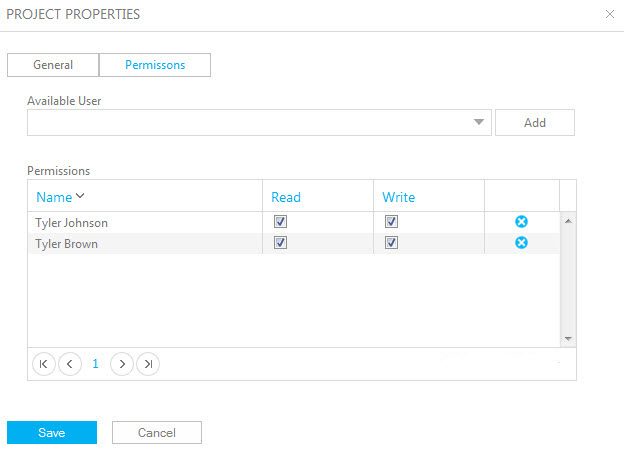 PROJECT PROPERTIES
General Permissons
Available User
Add
Permissions
Name Read Write
Tyler Johnson
Tyler Brown
1
Save Cancel